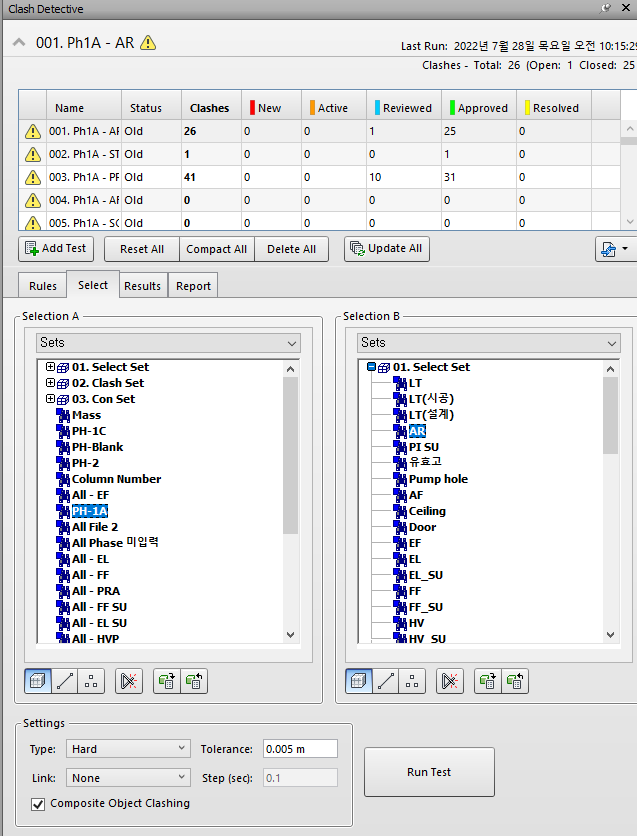 Clash Detective
001. Ph1A - AR
Last Run: 2022년 7월 28일 목요일 오전 10:15:29
Clashes - Total: 26 (Open: 1 Closed: 25
Name Status Clashes New Active Reviewed Approved Resolved
001. Ph1A - AF Old 26 0 0 1 25 0
002. Ph1A - ST Old 1 0 0 0 1 0
003. Ph1A - PF Old 41 0 0 10 31 0
004. Ph1A - AF Old 0 0 0 0 0 0
005. Ph1A - SC Old 0 0 0 0 0 0
Add Test Reset All Compact All Delete All Update All
Rules Select Results Report
Selection A
Sets
01. Select Set
02. Clash Set
03. Con Set
Mass
PH-1C
PH-Blank
PH-2
Column Number
All - EF
PH-1A
All File 2
All Phase 미입력
All - EL
All - FF
All - PRA
All - FF SU
All - EL SU
All - HVP
Selection B
Sets
01. Select Set
LT
LT(시공)
LT(설계)
AR
PI SU
유효고
Pump hole
AF
Ceiling
Door
EF
EL
EL_SU
FF
FF_SU
HV
HV_SU
Settings
Type: Hard Tolerance: 0.005 m
Link: None Step (sec): 0.1
Composite Object Clashing
Run Test